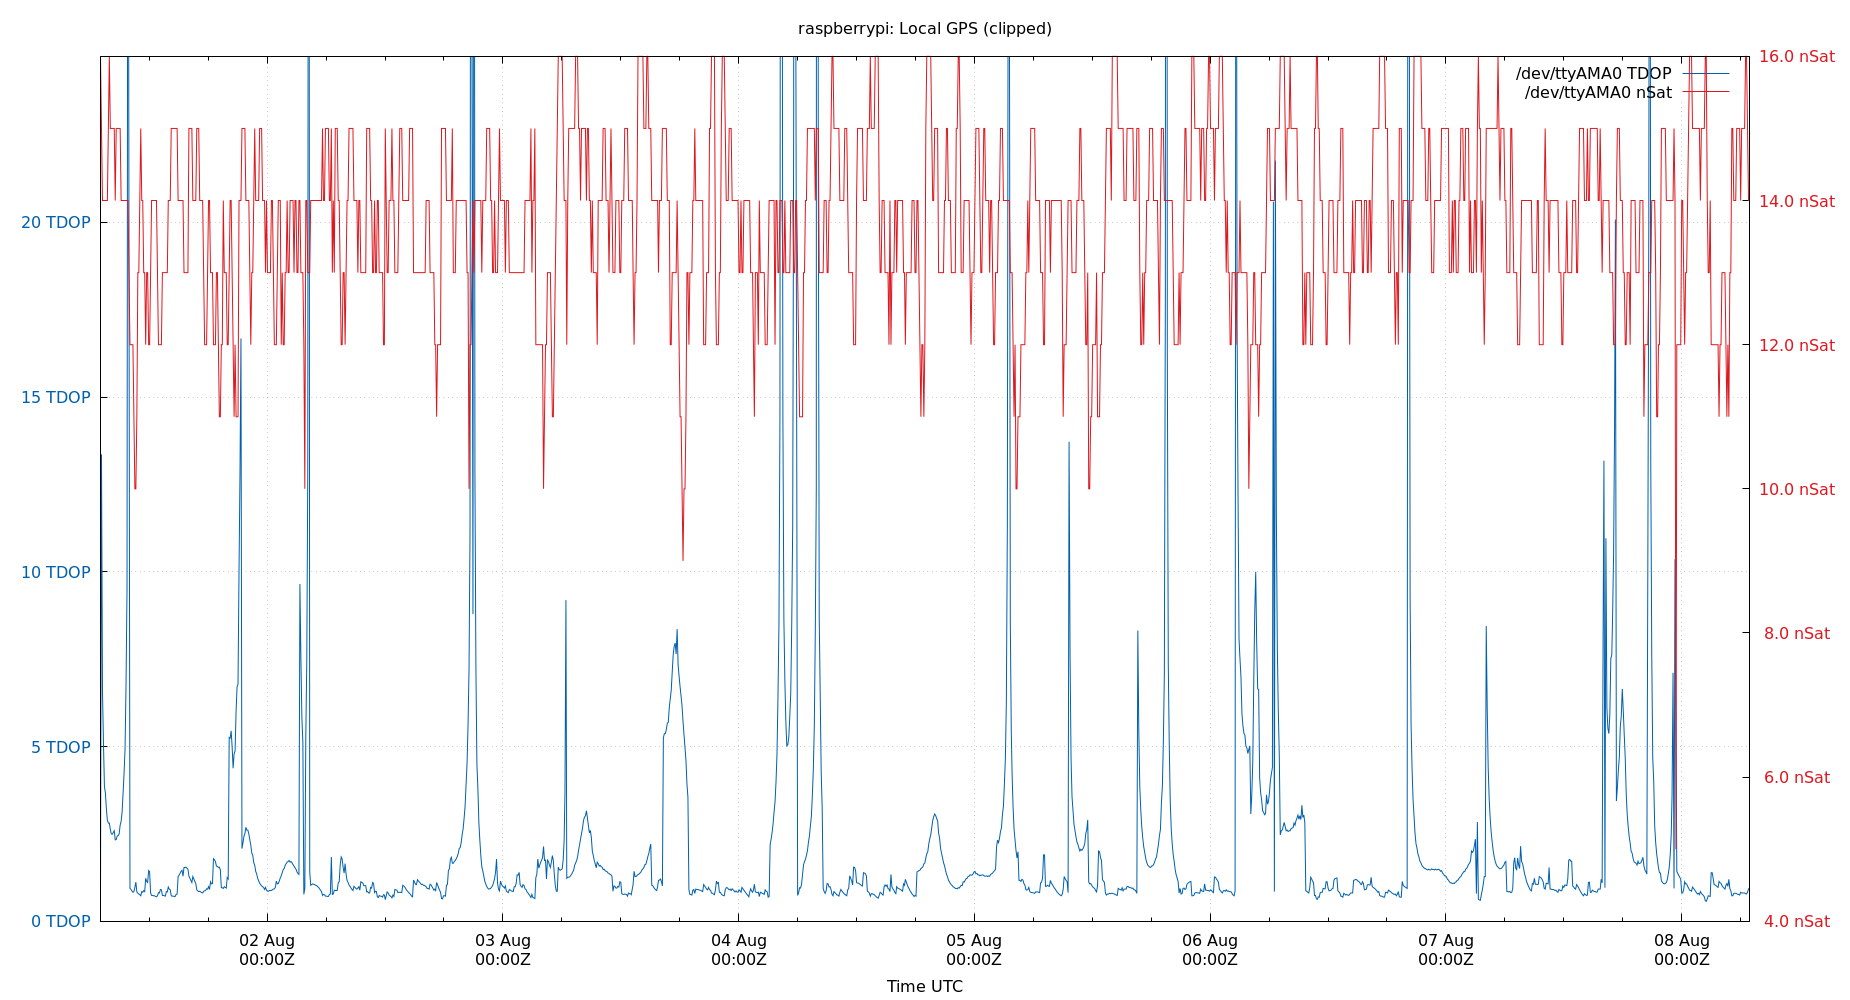 raspberrypi: Local GPS (clipped)
16.0 nSat
/dev/ttyAMA0 TDOP
/dev/ttyAMA0 nSat
14.0 nSat
20 TDOP
12.0 nSat
15 TDOP
10.0 nSat
10 TDOP
8.0 nSat
5 TDOP
6.0 nSat
0 TDOP
4.0 nSat
02 Aug 03 Aug 04 Aug 05 Aug 06 Aug 07 Aug 08 Aug
00:00Z 00:00Z 00:00Z 00:00Z 00:00Z 00:00Z 00:00Z
Time UTC